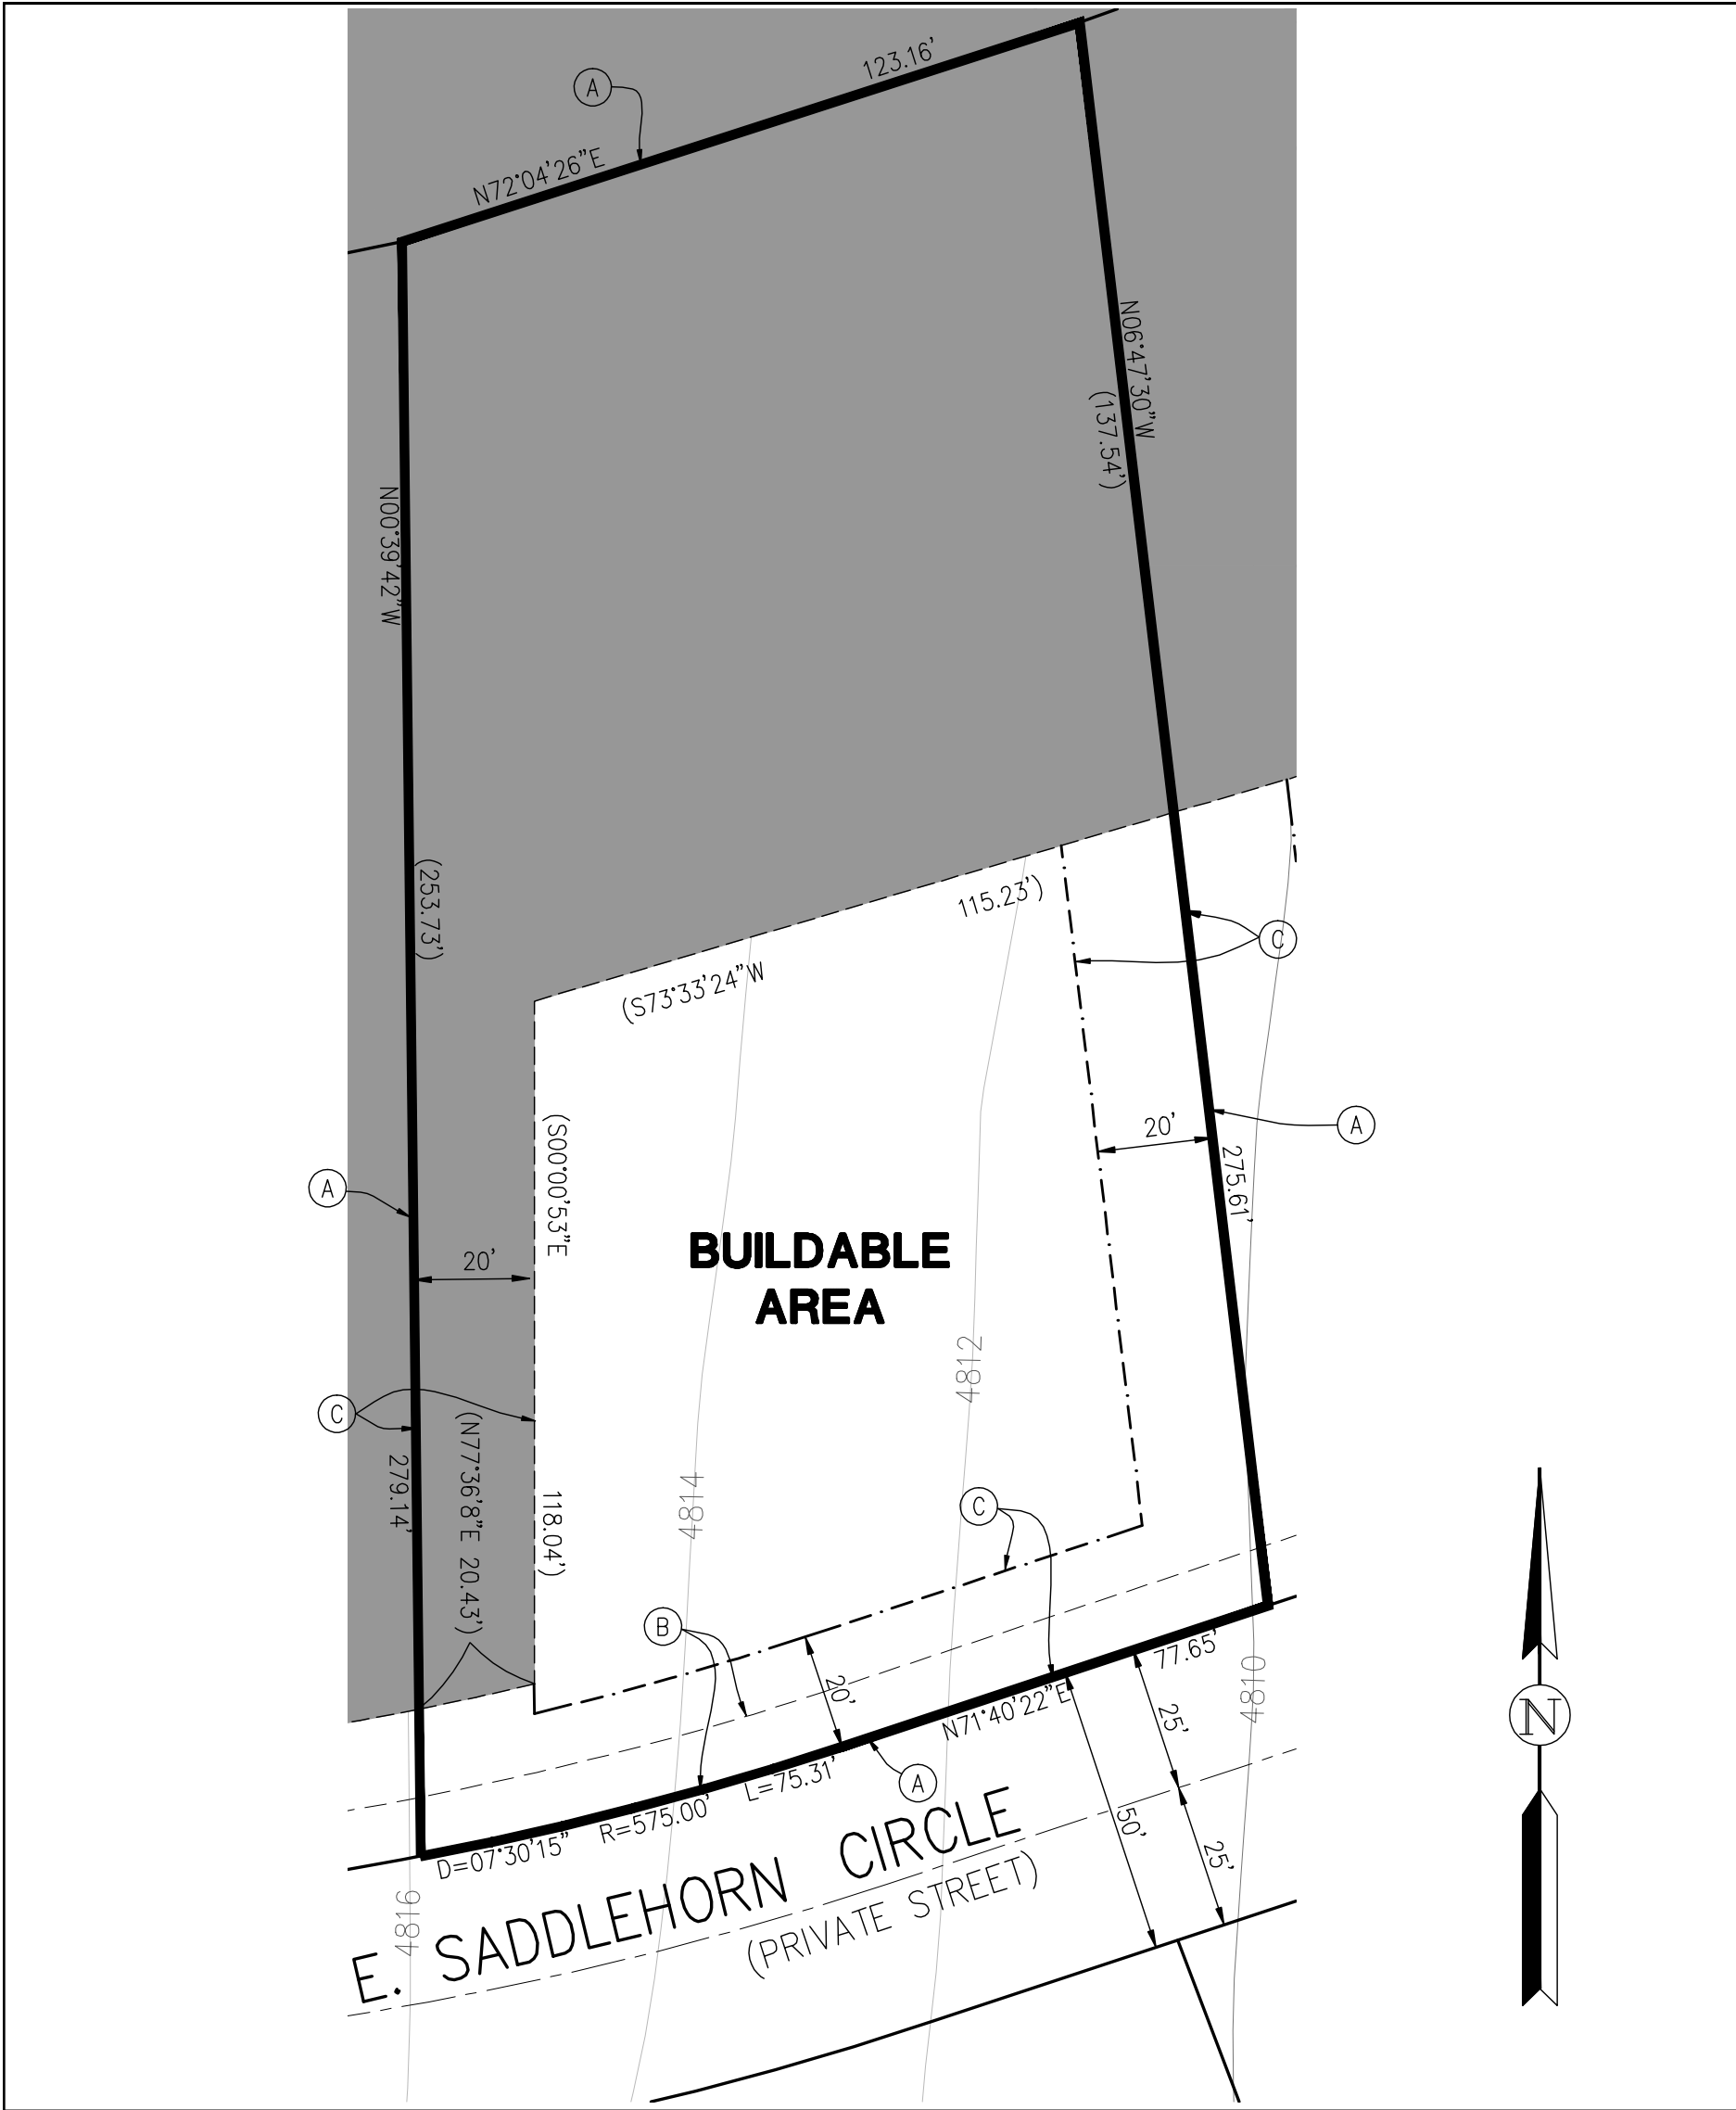 123.16'
A
N72°04'26"E
N06°47'30"W
(137.54')
N00°39'42"W
(253.73')
115.23')
C
(S73°33'24"W
(S00°00'53"E
20'
A
275.61'
A
BUILDABLE
AREA
20'
4812
C
(N77°36'8"E 20.43')
279.14'
4814
118.04')
C
B
20'
77.65'
4810
N71°40'22"E
25'
N
L=75.31'
A
R=575.00'
50'
D=07°30'15"
25'
4816
E. SADDLEHORN CIRCLE
(PRIVATE STREET)